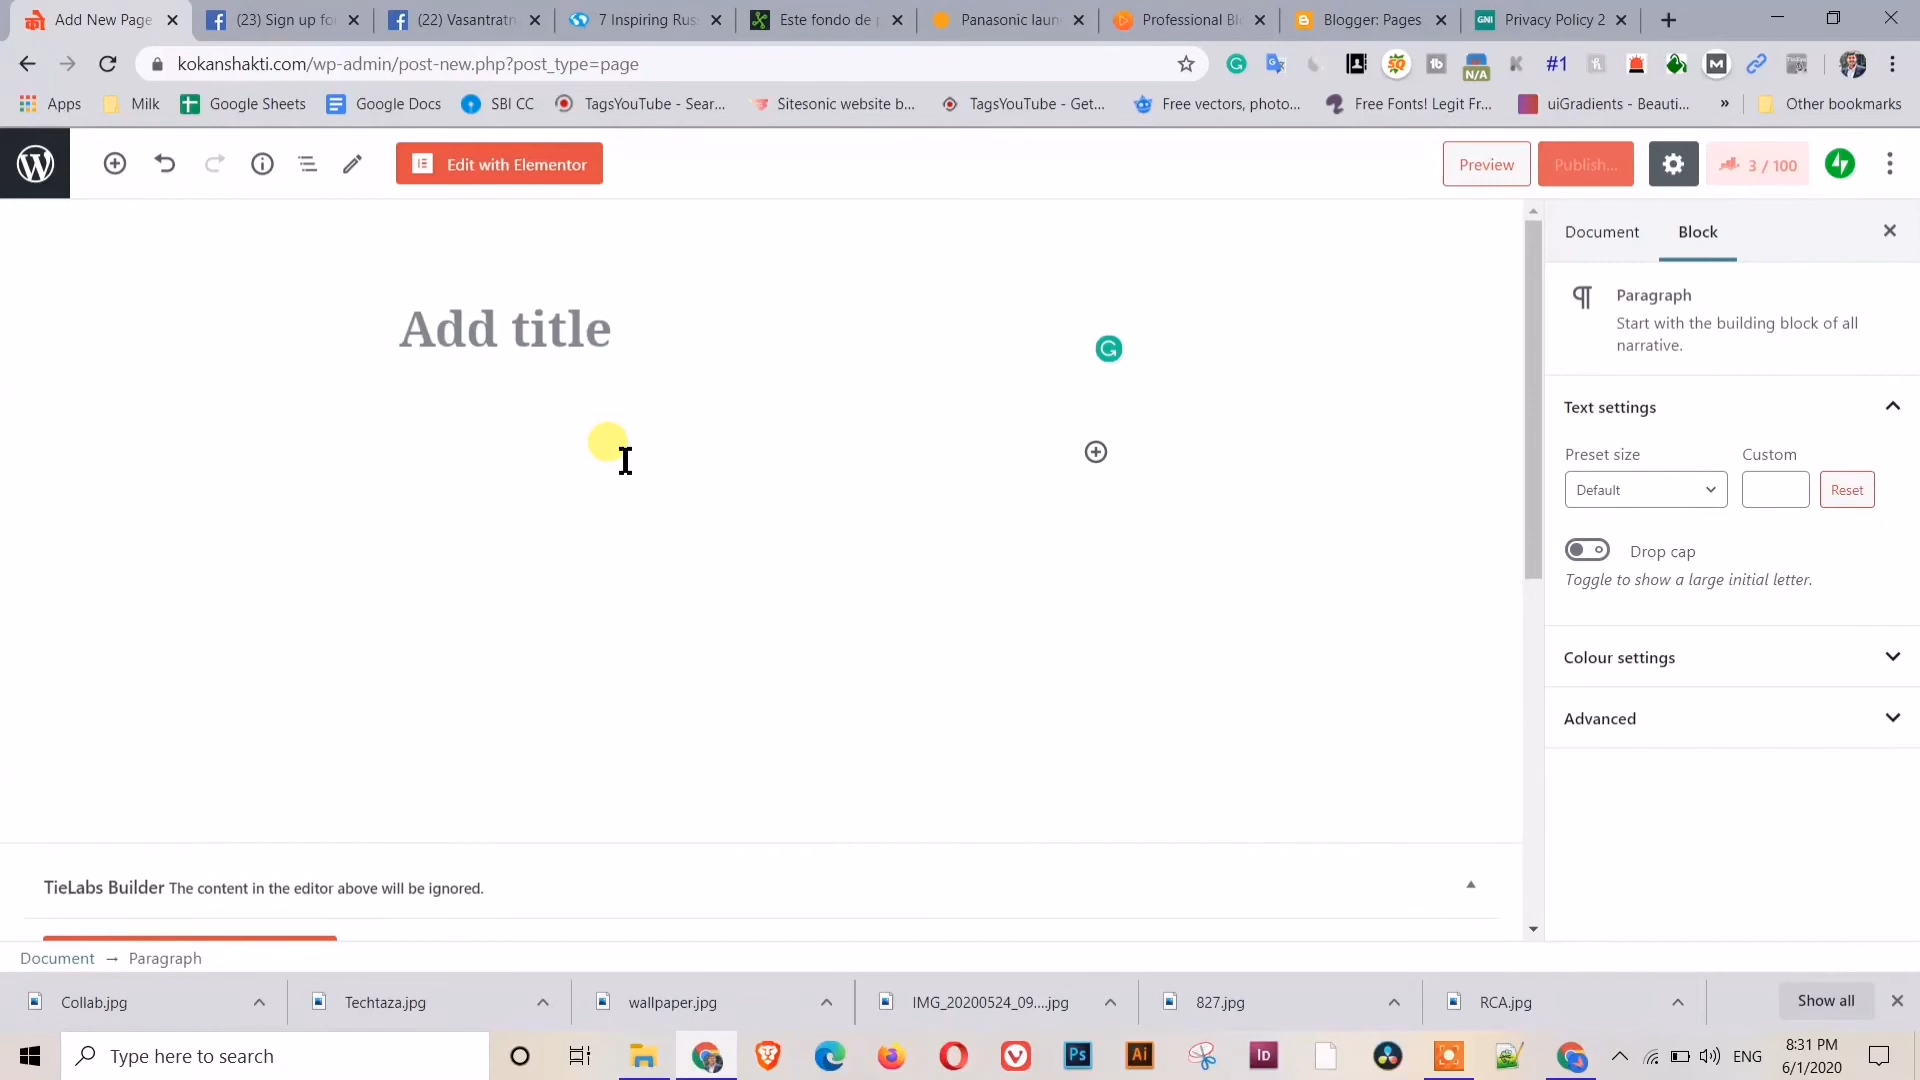 Add New Page
(23) Sign up fo
(22) Vasantratn
7 Inspiring Rus
Este fondo de p
Panasonic laun
Professional Bl
Blogger: Pages
GNI
Privacy Policy 2
kokanshakti.com/wp-admin/post-new.php?post_type=page
N/A
#1
Apps
Milk
Google Sheets
Google Docs
SBI CC
TagsYouTube - Sear...
Sitesonic website b...
TagsYouTube - Get...
Free vectors, photo...
Free Fonts! Legit Fr...
uiGradients - Beauti...
»
Other bookmarks
Edit with Elementor
Preview
Publish...
3 / 100
Add title
Document
Block
Paragraph
Start with the building block of all
narrative.
Text settings
Preset size
Custom
Default
Reset
Drop cap
Toggle to show a large initial letter.
Colour settings
Advanced
TieLabs Builder The content in the editor above will be ignored.
Document → Paragraph
Collab.jpg
Techtaza.jpg
wallpaper.jpg
IMG_20200524_09....jpg
827.jpg
RCA.jpg
Show all
Type here to search
Ps
Ai
ID
ENG
8:31 PM
6/1/2020